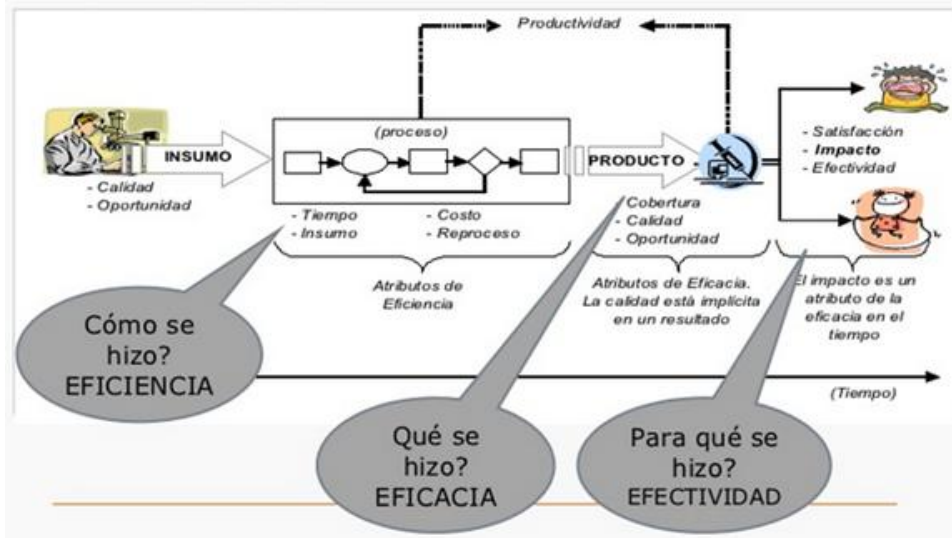 Productividad
(proceso)
INSUMO
- Calidad
- Oportunidad
- Tiempo
- Insumo
- Costo
- Reproceso
Atributos de
Eficiencia
PRODUCTO
- Cobertura
- Calidad
- Oportunidad
Atributos de Eficacia.
La calidad está implícita
en un resultado
- Satisfacción
- Impacto
- Efectividad
El impacto es un
atributo de la
eficacia en el
tiempo
(Tiempo)
Cómo se
hizo?
EFICIENCIA
Qué se
hizo?
EFICACIA
Para qué se
hizo?
EFECTIVIDAD